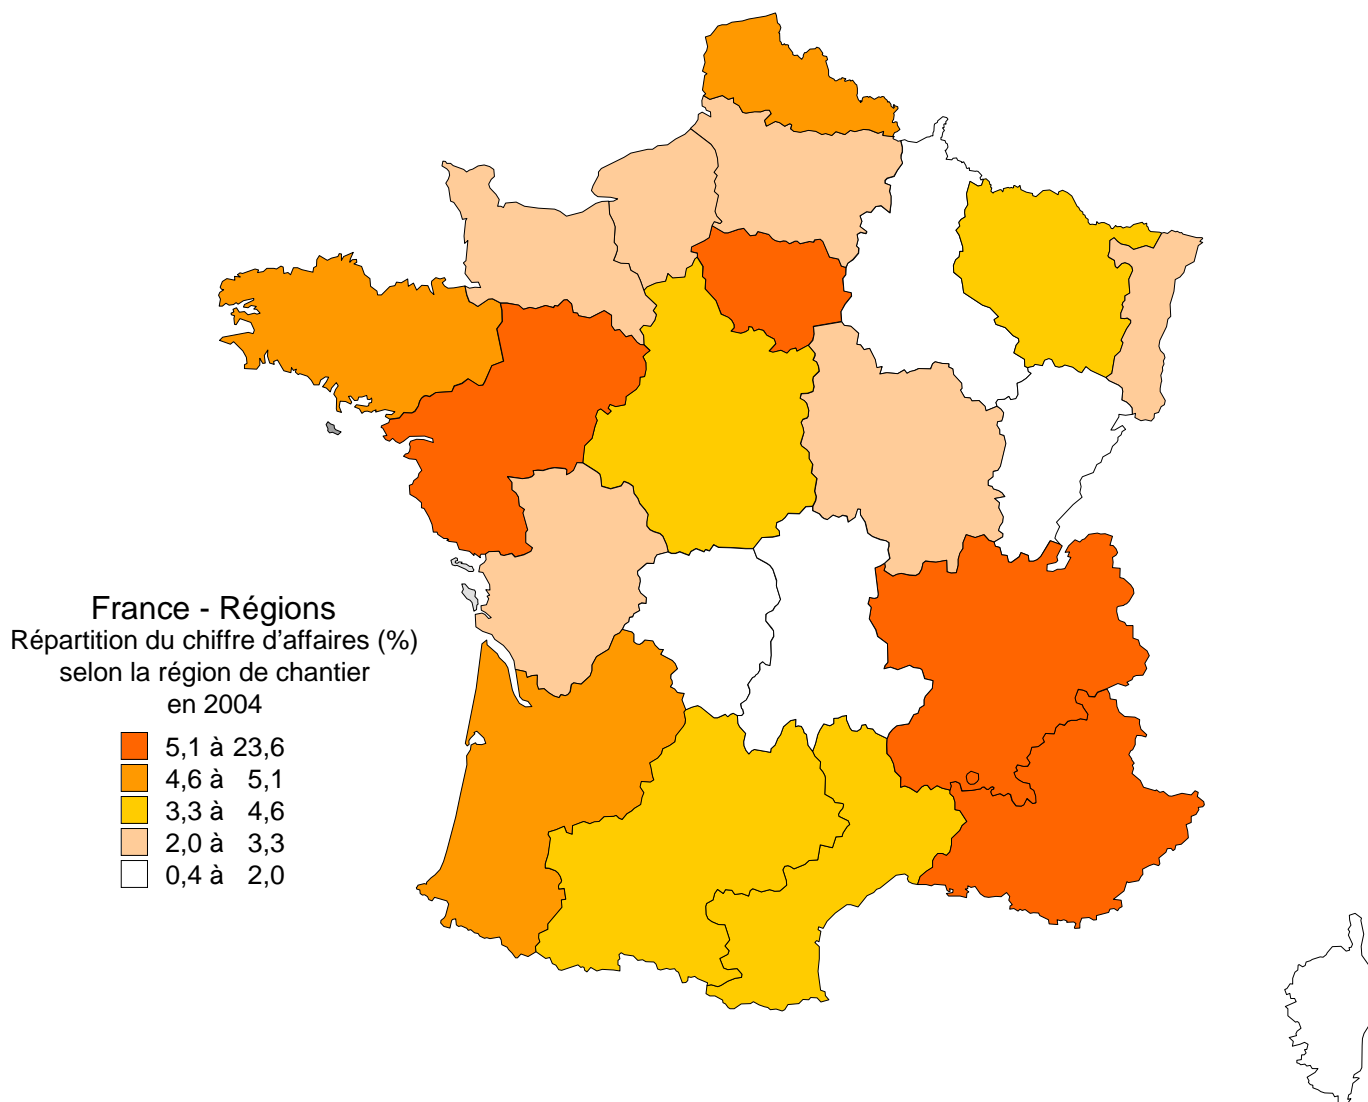 France - Régions
Répartition du chiffre d'affaires (%)
selon la région de chantier
en 2004
5,1 à 23,6
4,6 à 5,1
3,3 à 4,6
2,0 à 3,3
0,4 à 2,0